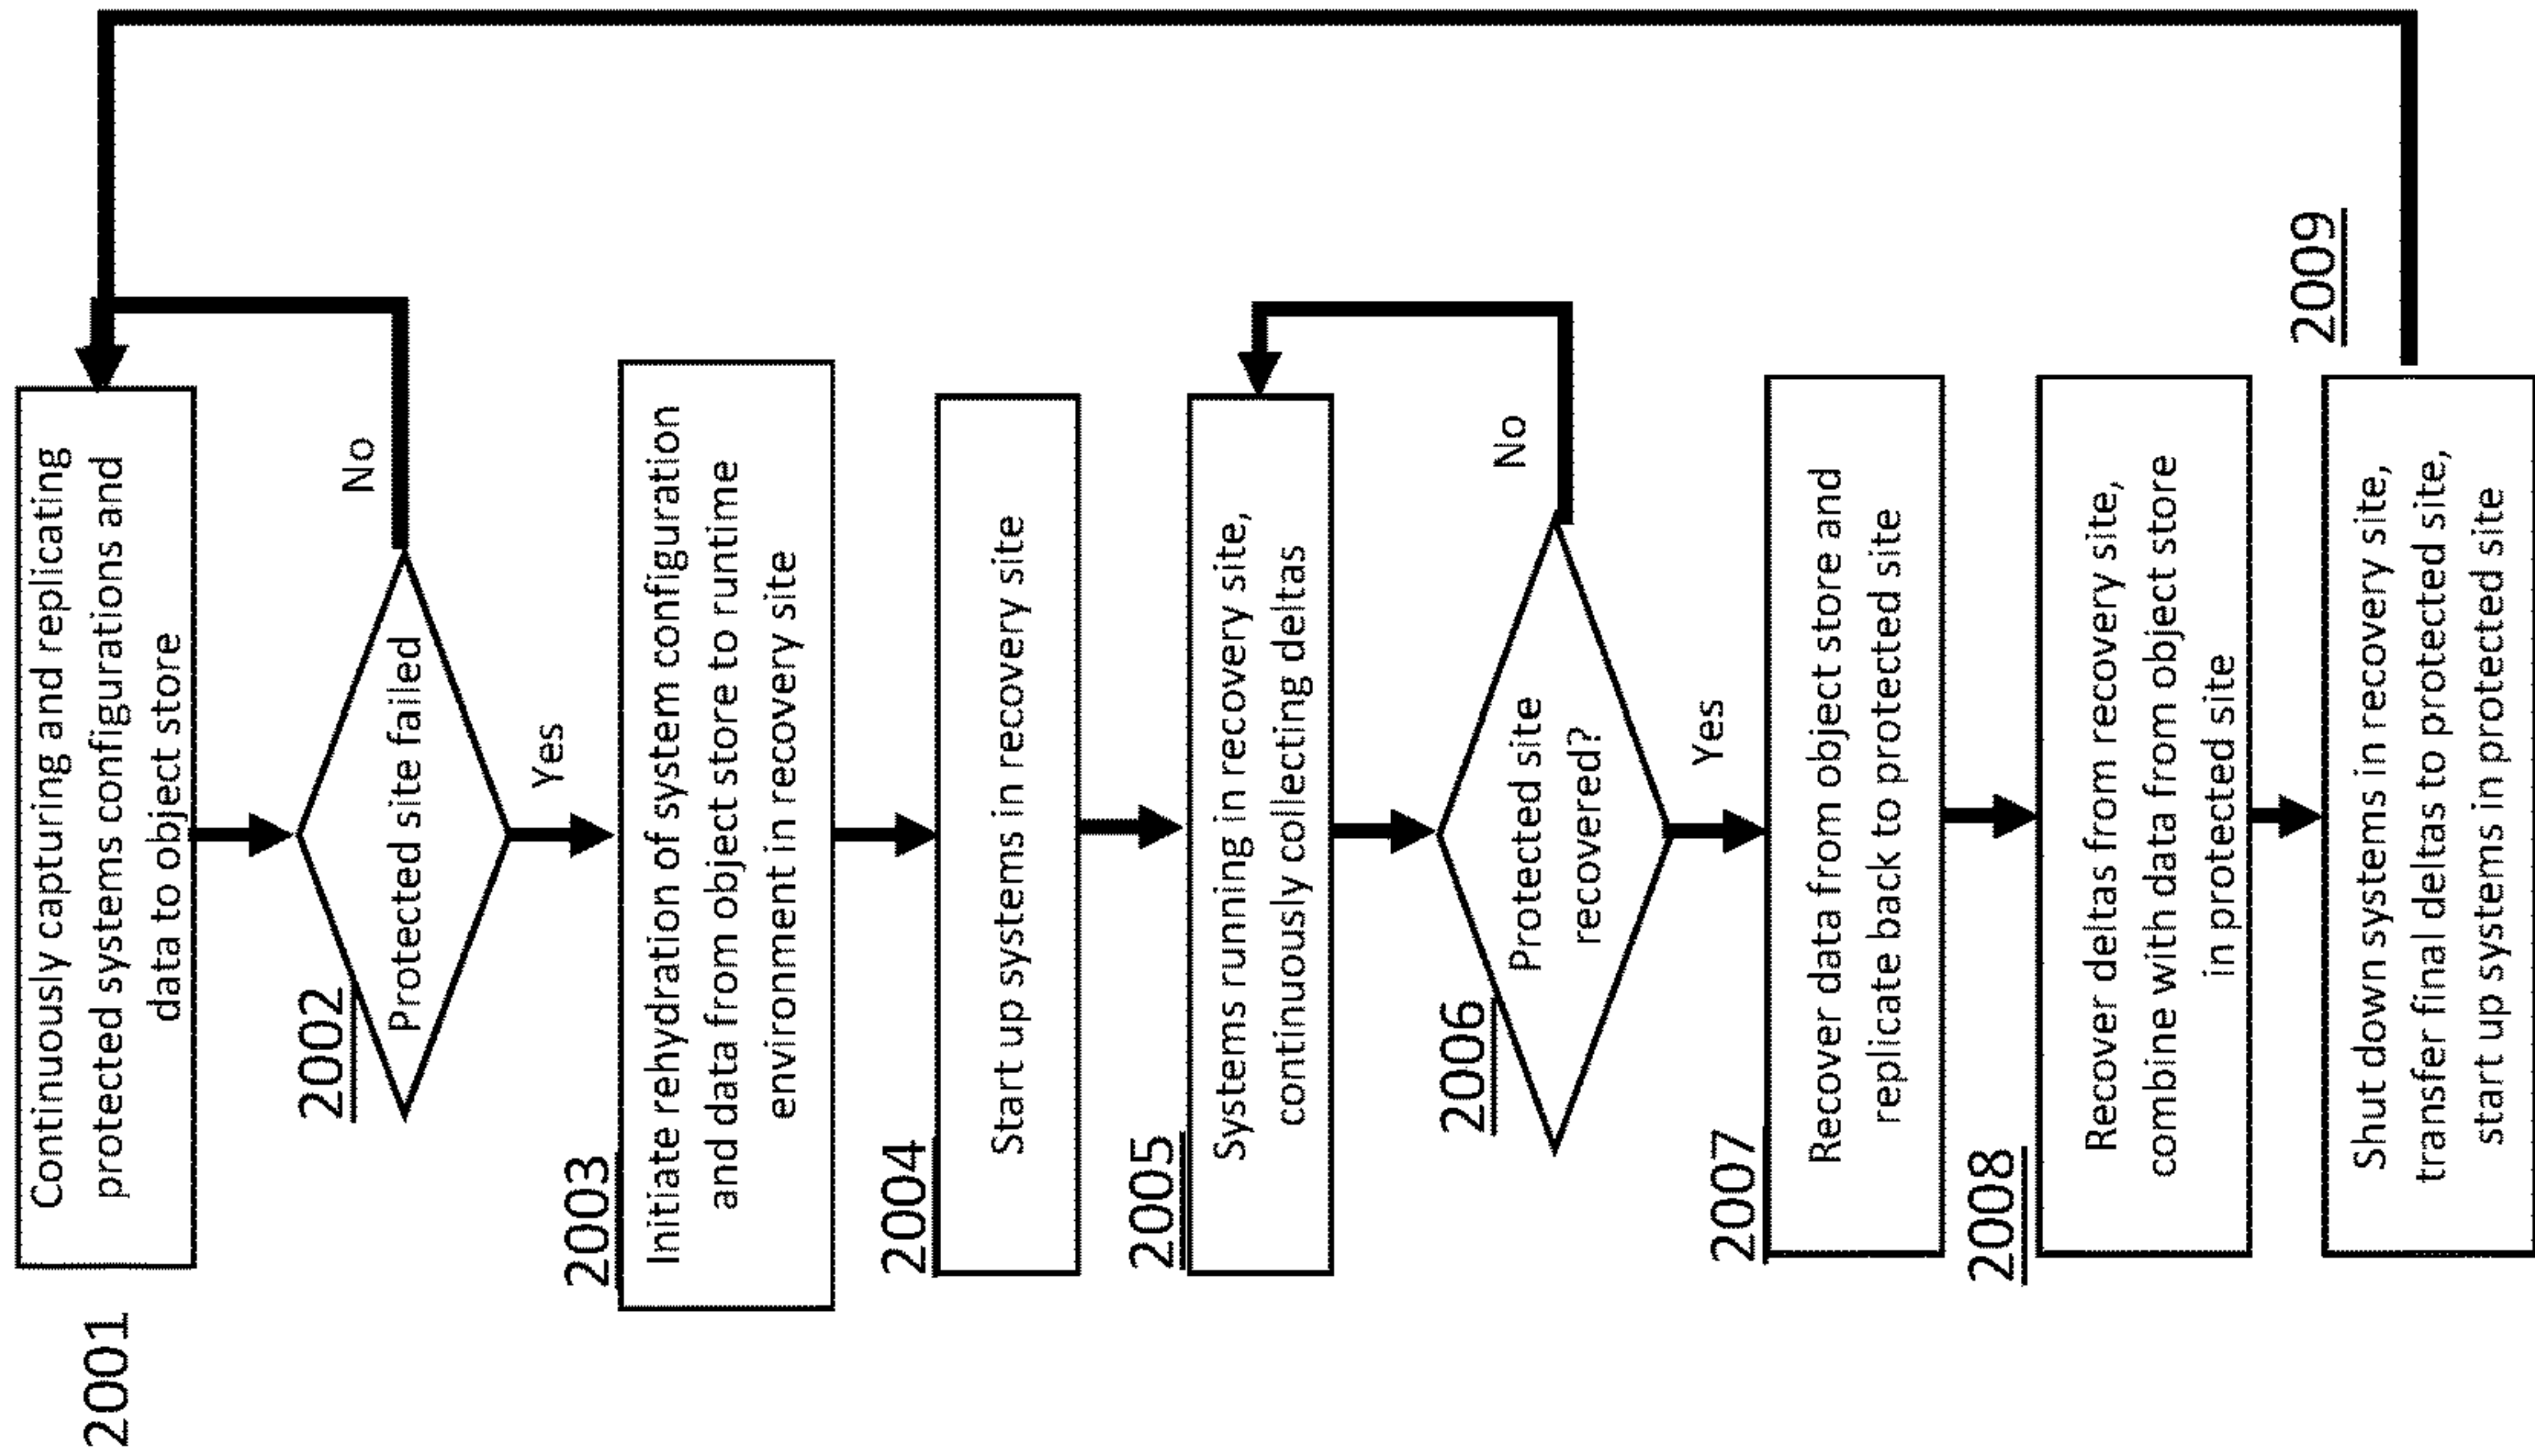 2001
Continuously capturing and replicating
protected systems configurations and
data to object store
2002
Protected site failed
No
Yes
2003
Initiate rehydration of system configuration
and data from object store to runtime
environment in recovery site
2004
Start up systems in recovery site
2005
Systems running in recovery site,
continuously collecting deltas
2006
Protected site
recovered?
No
Yes
2007
Recover data from object store and
replicate back to protected site
2008
Recover deltas from recovery site,
combine with data from object store
in protected site
2009
Shut down systems in recovery site,
transfer final deltas to protected site,
start up systems in protected site